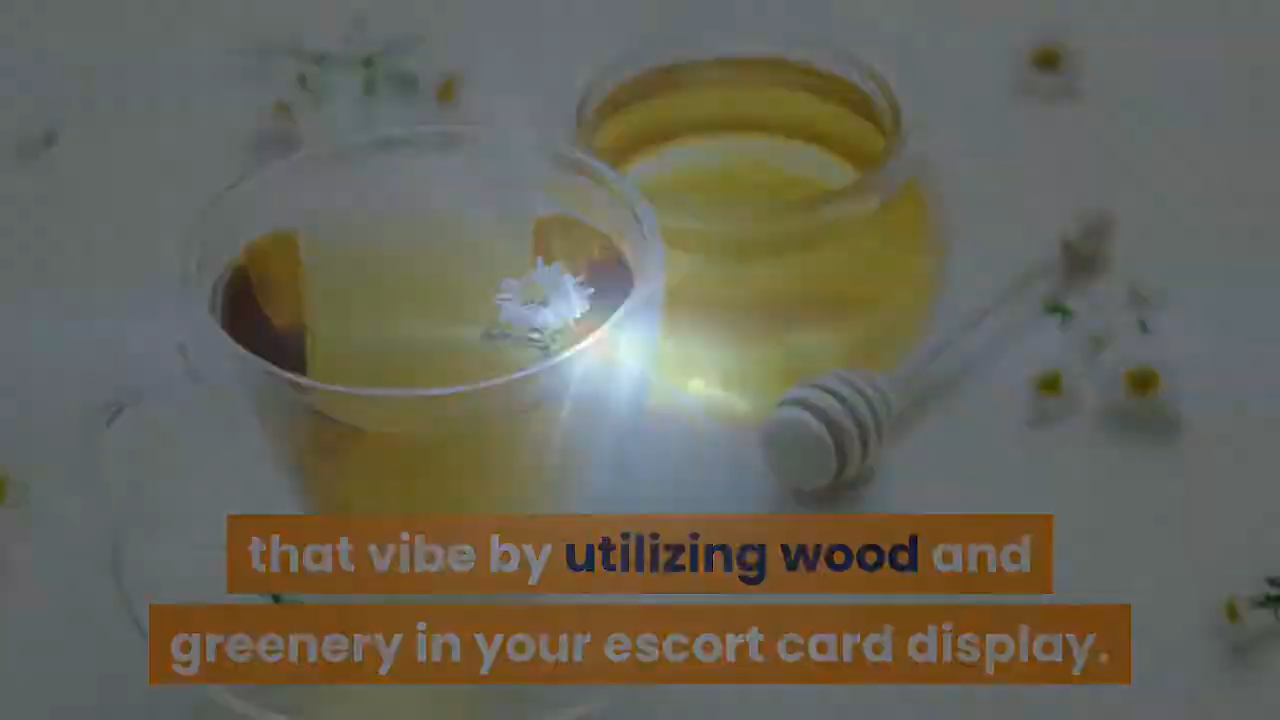 that vibe by utilizing wood and
greenery in your escort card display.